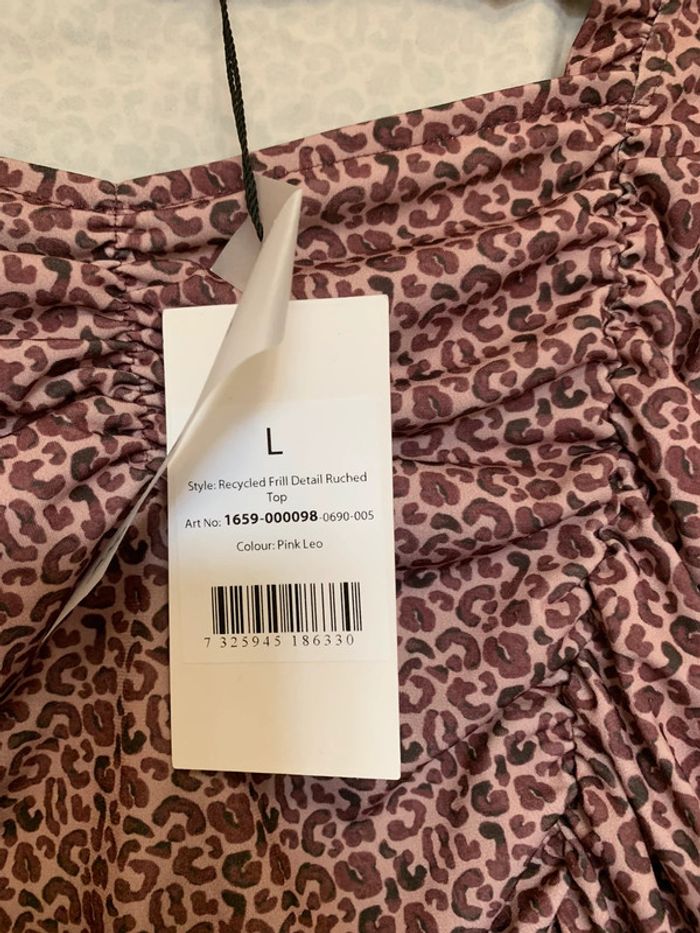 L
Style: Recycled Frill Detail Ruched
Top
Art No: 1659-000098-0690-005
Colour: Pink Leo
7 325945 186330